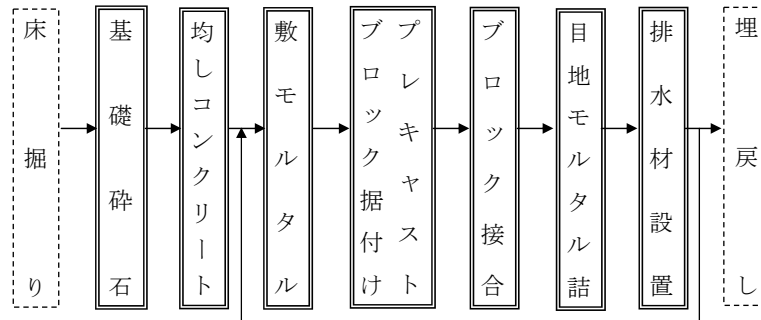 床掘り
基礎砕石
均しコンクリート
敷モルタル
プレキャスト
ブロック据付け
ブロック接合
目地モルタル詰
排水材設置
埋戻し